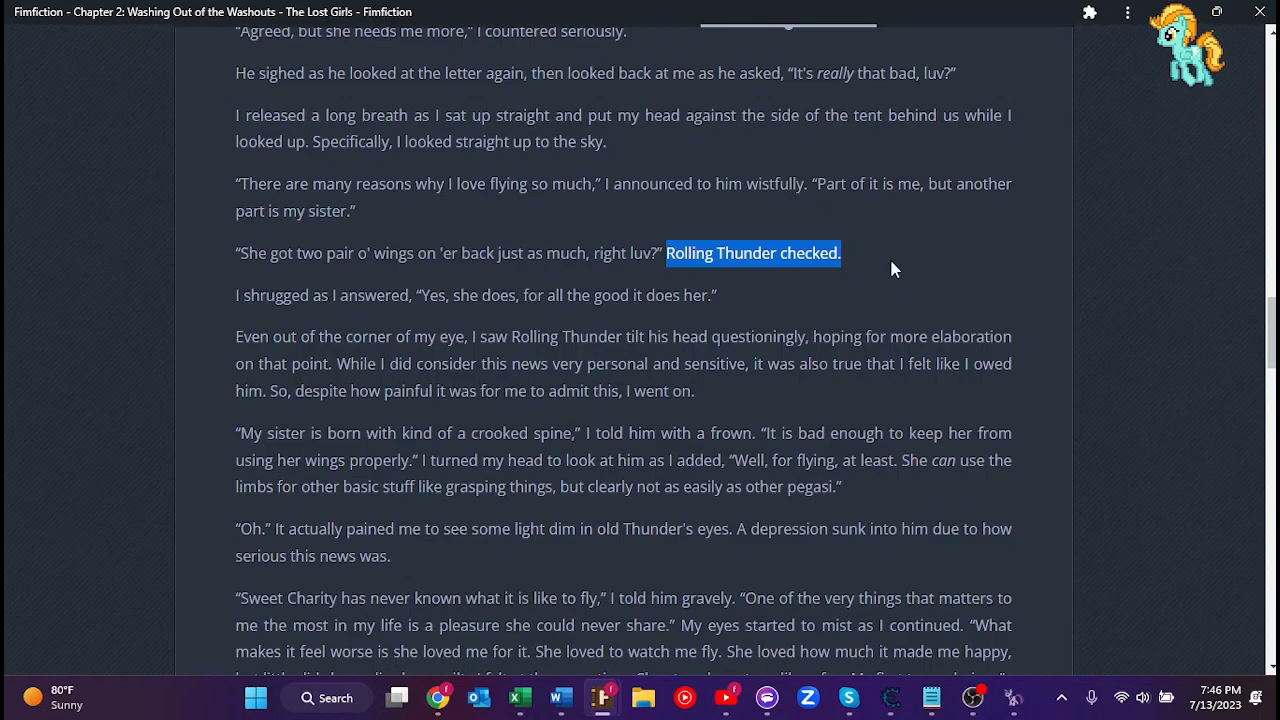 Fimfiction - Chapter 2: Washing Out of the Washouts - The Lost Girls - Fimfiction
“Agreed, but she needs me more,” I countered seriously.
He sighed as he looked at the letter again, then looked back at me as he asked, “It's really that bad, luv?”
I released a long breath as I sat up straight and put my head against the side of the tent behind us while I
looked up. Specifically, I looked straight up to the sky.
“There are many reasons why I love flying so much,” I announced to him wistfully. “Part of it is me, but another
part is my sister.”
“She got two pair o' wings on 'er back just as much, right luv?” Rolling Thunder checked.
I shrugged as I answered, “Yes, she does, for all the good it does her.”
Even out of the corner of my eye, I saw Rolling Thunder tilt his head questioningly, hoping for more elaboration
on that point. While I did consider this news very personal and sensitive, it was also true that I felt like I owed
him. So, despite how painful it was for me to admit this, I went on.
“My sister is born with kind of a crooked spine,” I told him with a frown. “It is bad enough to keep her from
using her wings properly.” I turned my head to look at him as I added, “Well, for flying, at least. She can use the
limbs for other basic stuff like grasping things, but clearly not as easily as other pegasi.”
“Oh.” It actually pained me to see some light dim in old Thunder's eyes. A depression sunk into him due to how
serious this news was.
“Sweet Charity has never known what it is like to fly,” I told him gravely. “One of the very things that matters to
me the most in my life is a pleasure she could never share.” My eyes started to mist as I continued. “What
makes it feel worse is she loved me for it. She loved to watch me fly. She loved how much it made me happy,
80°F
Sunny
Search
7:46 PM
7/13/2023